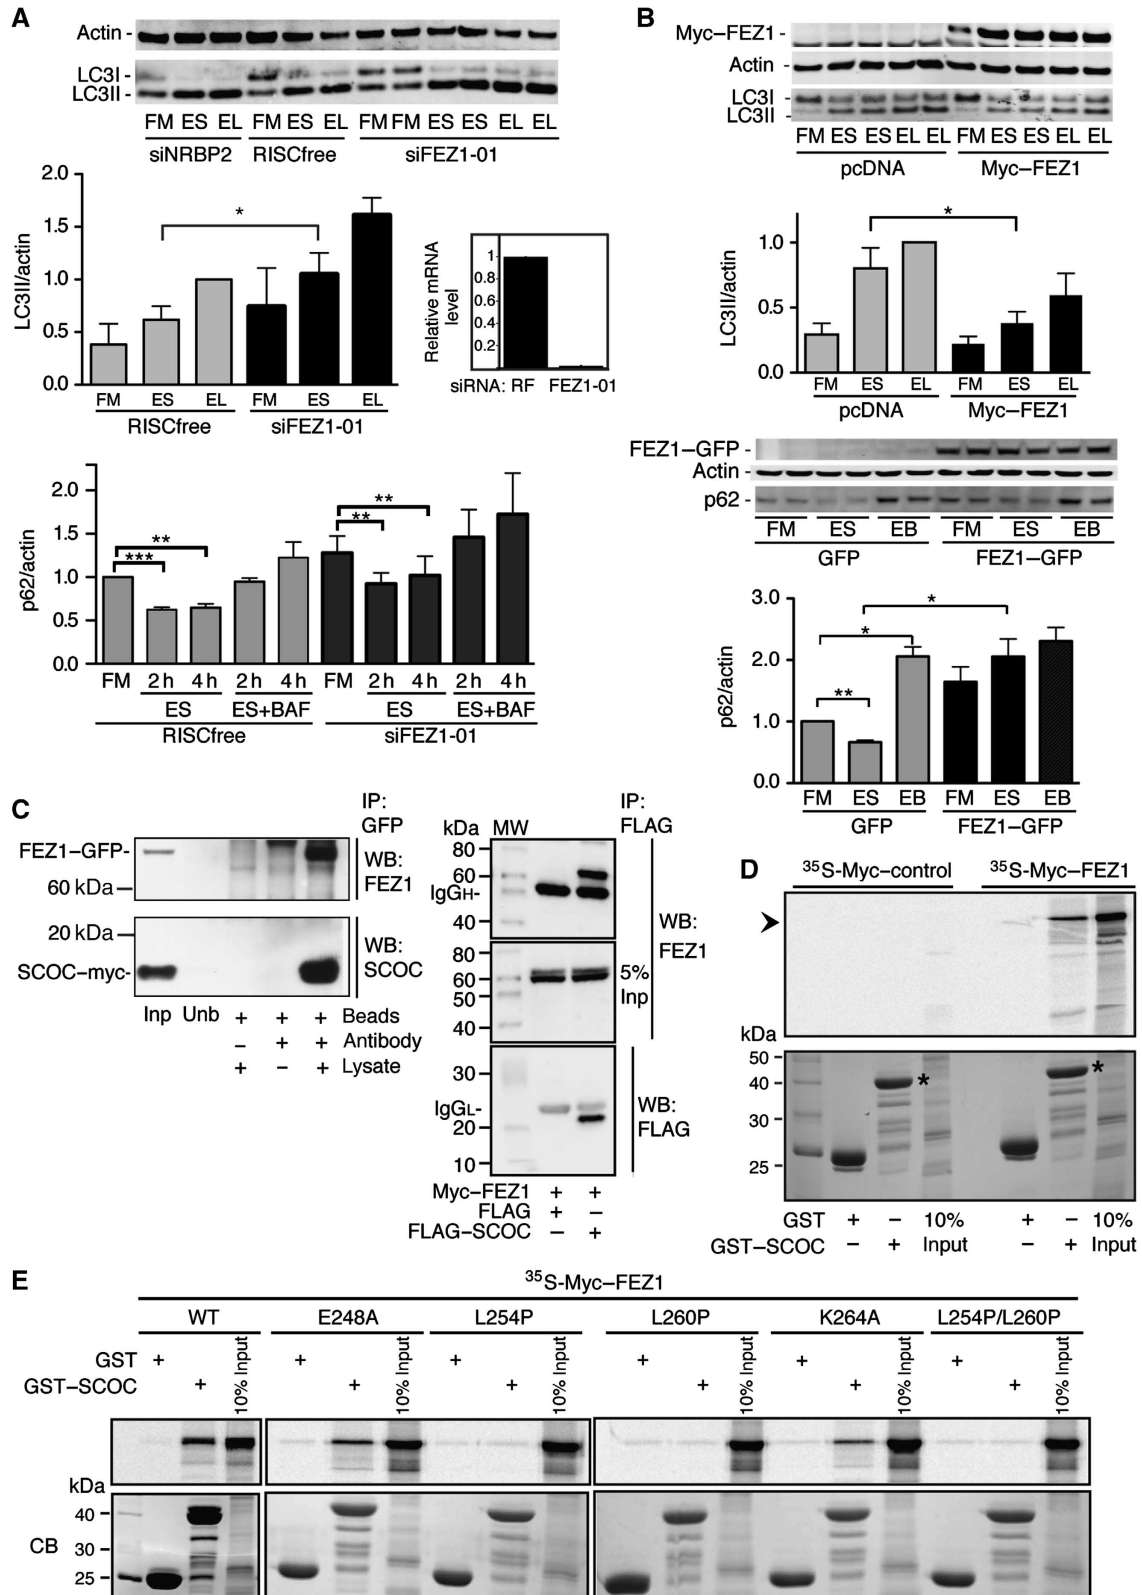 A
Actin -
LC3I -
LC3II -
FM ES EL FM ES EL FM FM ES ES EL EL
siNRBP2 RISCfree siFEZ1-01
LC3II/actin
2.0
1.5
1.0
0.5
0.0
*
FM ES EL FM ES EL
RISCfree siFEZ1-01
Relative mRNA level
1
0.8
0.6
0.4
0.2
siRNA: RF FEZ1-01
p62/actin
2.0
1.5
1.0
0.5
0.0
** ***
** **
FM 2 h 4 h 2 h 4 h FM 2 h 4 h 2 h 4 h
ES ES+BAF ES ES+BAF
RISCfree siFEZ1-01
B
Myc–FEZ1 -
Actin -
LC3I -
LC3II -
FM ES ES EL EL FM ES ES EL EL
pcDNA Myc–FEZ1
LC3II/actin
1.0
0.5
0.0
*
FM ES EL FM ES EL
pcDNA Myc–FEZ1
FEZ1–GFP -
Actin -
p62 -
FM ES EB FM ES EB
GFP FEZ1–GFP
p62/actin
3.0
2.0
1.0
0.0
*
*
**
FM ES EB FM ES EB
GFP FEZ1–GFP
C
IP:
GFP
FEZ1–GFP-
60 kDa
WB:
FEZ1
20 kDa
SCOC–myc-
WB:
SCOC
Inp Unb + + + Beads
– + + Antibody
+ – + Lysate
kDa MW
IP:
FLAG
80
60
IgGH-
40
WB:
FEZ1
80
60
50
40
5%
Inp
30
IgGL-
20
10
WB:
FLAG
Myc–FEZ1 + +
FLAG + –
FLAG–SCOC – +
D
35S-Myc–control 35S-Myc–FEZ1
kDa
50
40
30
25
* *
GST + – 10% + – 10%
GST–SCOC – + Input – + Input
E
35S-Myc–FEZ1
WT E248A L254P L260P K264A L254P/L260P
GST + + + + + +
GST–SCOC + + + + + +
10% Input 10% Input 10% Input 10% Input 10% Input 10% Input
kDa
40
30
25
CB